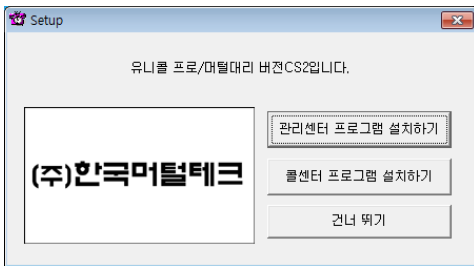 Setup
유니콜 프로/머털대리 버전CS2입니다.
(주)한국머털테크
관리센터 프로그램 설치하기
콜센터 프로그램 설치하기
건너 뛰기